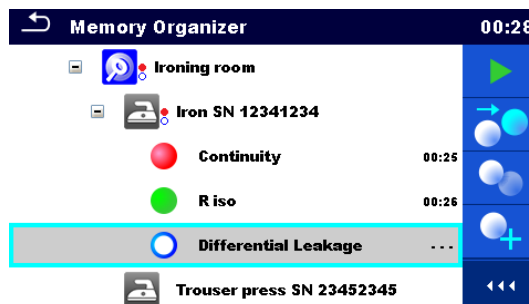 Memory Organizer 00:28
Ironing room
Iron SN 12341234
Continuity 00:25
R iso 00:26
Differential Leakage ---
Trouser press SN 23452345